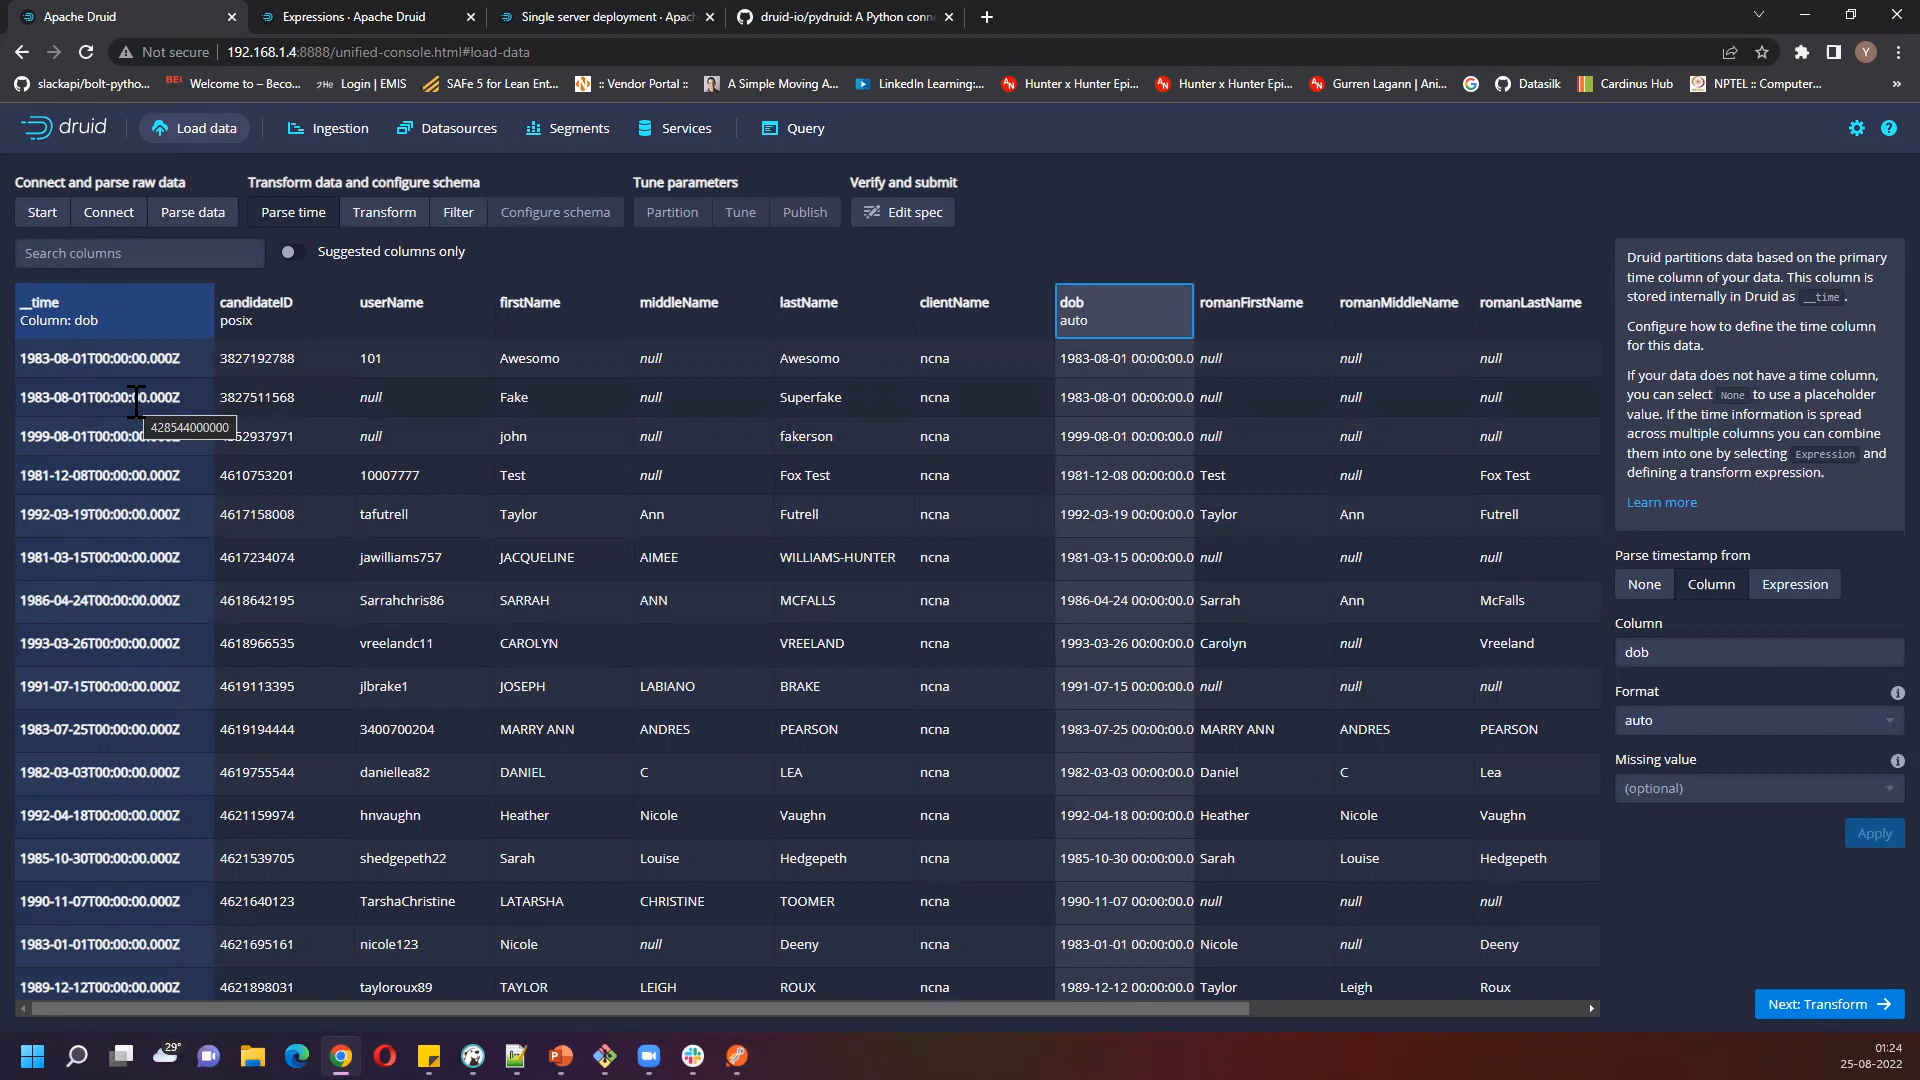 Apache Druid
Expressions · Apache Druid
Single server deployment · Apac
druid-io/pydruid: A Python conn
Not secure
192.168.1.4:8888/unified-console.html#load-data
Y
slackapi/bolt-pytho...
BEC Welcome to – Beco...
Login | EMIS
SAFe 5 for Lean Ent...
:: Vendor Portal ::
A Simple Moving A...
LinkedIn Learning:...
Hunter x Hunter Epi...
Hunter x Hunter Epi...
Gurren Lagann | Ani...
Datasilk
Cardinus Hub
NPTEL :: Computer...
druid
Load data
Ingestion
Datasources
Segments
Services
Query
Connect and parse raw data
Transform data and configure schema
Tune parameters
Verify and submit
Start Connect Parse data
Parse time Transform Filter Configure schema
Partition Tune Publish
Edit spec
Search columns
Suggested columns only
__time candidateID userName firstName middleName lastName clientName dob romanFirstName romanMiddleName romanLastName
Column: dob posix auto
1983-08-01T00:00:00.000Z 3827192788 101 Awesomo null Awesomo ncna 1983-08-01 00:00:00.0 null null null
1983-08-01T00:00:00.000Z 3827511568 null Fake null Superfake ncna 1983-08-01 00:00:00.0 null null null
428544000000
1999-08-01T00:00:00.000Z null john null fakerson ncna 1999-08-01 00:00:00.0 null null null
1981-12-08T00:00:00.000Z 4610753201 10007777 Test null Fox Test ncna 1981-12-08 00:00:00.0 Test null Fox Test
1992-03-19T00:00:00.000Z 4617158008 tafutrell Taylor Ann Futrell ncna 1992-03-19 00:00:00.0 Taylor Ann Futrell
1981-03-15T00:00:00.000Z 4617234074 jawilliams757 JACQUELINE AIMEE WILLIAMS-HUNTER ncna 1981-03-15 00:00:00.0 null null null
1986-04-24T00:00:00.000Z 4618642195 Sarrahchris86 SARRAH ANN MCFALLS ncna 1986-04-24 00:00:00.0 Sarrah Ann McFalls
1993-03-26T00:00:00.000Z 4618966535 vreelandc11 CAROLYN VREELAND ncna 1993-03-26 00:00:00.0 Carolyn null Vreeland
1991-07-15T00:00:00.000Z 4619113395 jlbrake1 JOSEPH LABIANO BRAKE ncna 1991-07-15 00:00:00.0 null null null
1983-07-25T00:00:00.000Z 4619194444 3400700204 MARRY ANN ANDRES PEARSON ncna 1983-07-25 00:00:00.0 MARRY ANN ANDRES PEARSON
1982-03-03T00:00:00.000Z 4619755544 daniellea82 DANIEL C LEA ncna 1982-03-03 00:00:00.0 Daniel C Lea
1992-04-18T00:00:00.000Z 4621159974 hnvaughn Heather Nicole Vaughn ncna 1992-04-18 00:00:00.0 Heather Nicole Vaughn
1985-10-30T00:00:00.000Z 4621539705 shedgepeth22 Sarah Louise Hedgepeth ncna 1985-10-30 00:00:00.0 Sarah Louise Hedgepeth
1990-11-07T00:00:00.000Z 4621640123 TarshaChristine LATARSHA CHRISTINE TOOMER ncna 1990-11-07 00:00:00.0 null null null
1983-01-01T00:00:00.000Z 4621695161 nicole123 Nicole null Deeny ncna 1983-01-01 00:00:00.0 Nicole null Deeny
1989-12-12T00:00:00.000Z 4621898031 tayloroux89 TAYLOR LEIGH ROUX ncna 1989-12-12 00:00:00.0 Taylor Leigh Roux
Druid partitions data based on the primary
time column of your data. This column is
stored internally in Druid as __time .
Configure how to define the time column
for this data.
If your data does not have a time column,
you can select None to use a placeholder
value. If the time information is spread
across multiple columns you can combine
them into one by selecting Expression and
defining a transform expression.
Learn more
Parse timestamp from
None Column Expression
Column
dob
Format
auto
Missing value
(optional)
Apply
Next: Transform
29°
01:24
25-08-2022